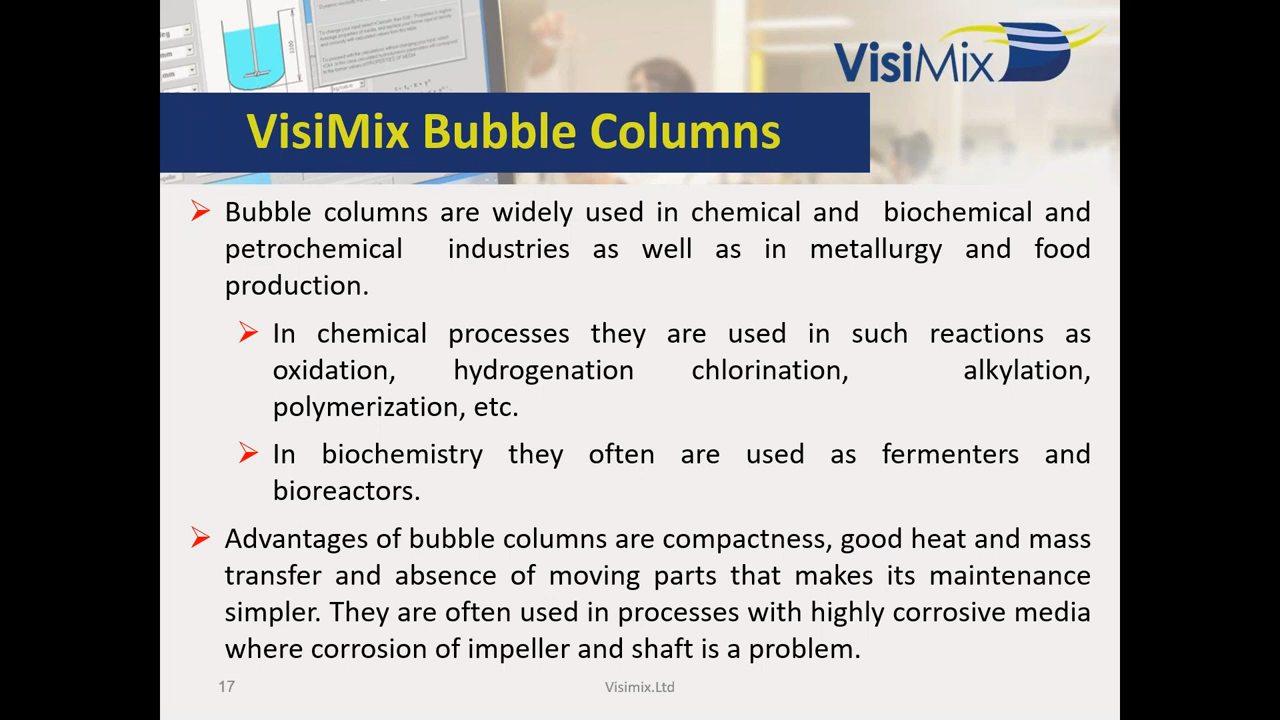 VisiMix
VisiMix Bubble Columns
Bubble columns are widely used in chemical and biochemical and
petrochemical industries as well as in metallurgy and food
production.
In chemical processes they are used in such reactions as
oxidation, hydrogenation chlorination, alkylation,
polymerization, etc.
In biochemistry they often are used as fermenters and
bioreactors.
Advantages of bubble columns are compactness, good heat and mass
transfer and absence of moving parts that makes its maintenance
simpler. They are often used in processes with highly corrosive media
where corrosion of impeller and shaft is a problem.
17
Visimix.Ltd